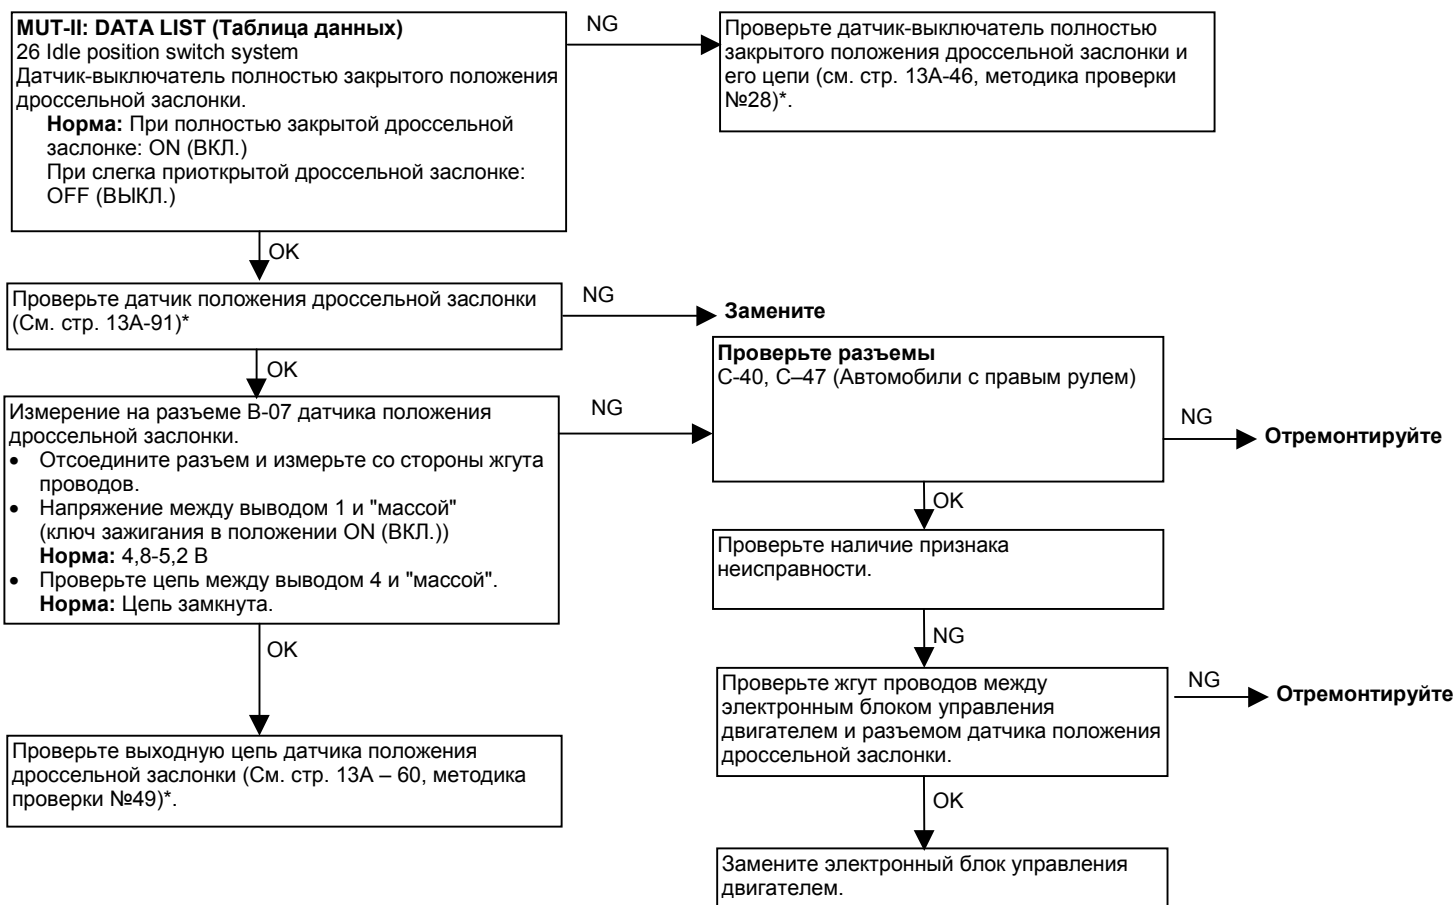 MUT-II: DATA LIST (Таблица данных)
26 Idle position switch system
Датчик-выключатель полностью закрытого положения
дроссельной заслонки.
Норма: При полностью закрытой дроссельной
заслонке: ON (ВКЛ.)
При слегка приоткрытой дроссельной заслонке:
OFF (ВЫКЛ.)
NG
Проверьте датчик-выключатель полностью
закрытого положения дроссельной заслонки и
его цепи (см. стр. 13А-46, методика проверки
№28)*.
OK
Проверьте датчик положения дроссельной заслонки
(См. стр. 13А-91)*
NG
Замените
OK
Измерение на разъеме В-07 датчика положения
дроссельной заслонки.
• Отсоедините разъем и измерьте со стороны жгута
проводов.
• Напряжение между выводом 1 и "массой"
(ключ зажигания в положении ON (ВКЛ.))
Норма: 4,8-5,2 В
• Проверьте цепь между выводом 4 и "массой".
Норма: Цепь замкнута.
NG
Проверьте разъемы
С-40, С–47 (Автомобили с правым рулем)
NG
Отремонтируйте
OK
Проверьте наличие признака
неисправности.
NG
Проверьте жгут проводов между
электронным блоком управления
двигателем и разъемом датчика положения
дроссельной заслонки.
NG
Отремонтируйте
OK
Замените электронный блок управления
двигателем.
OK
Проверьте выходную цепь датчика положения
дроссельной заслонки (См. стр. 13А – 60, методика
проверки №49)*.